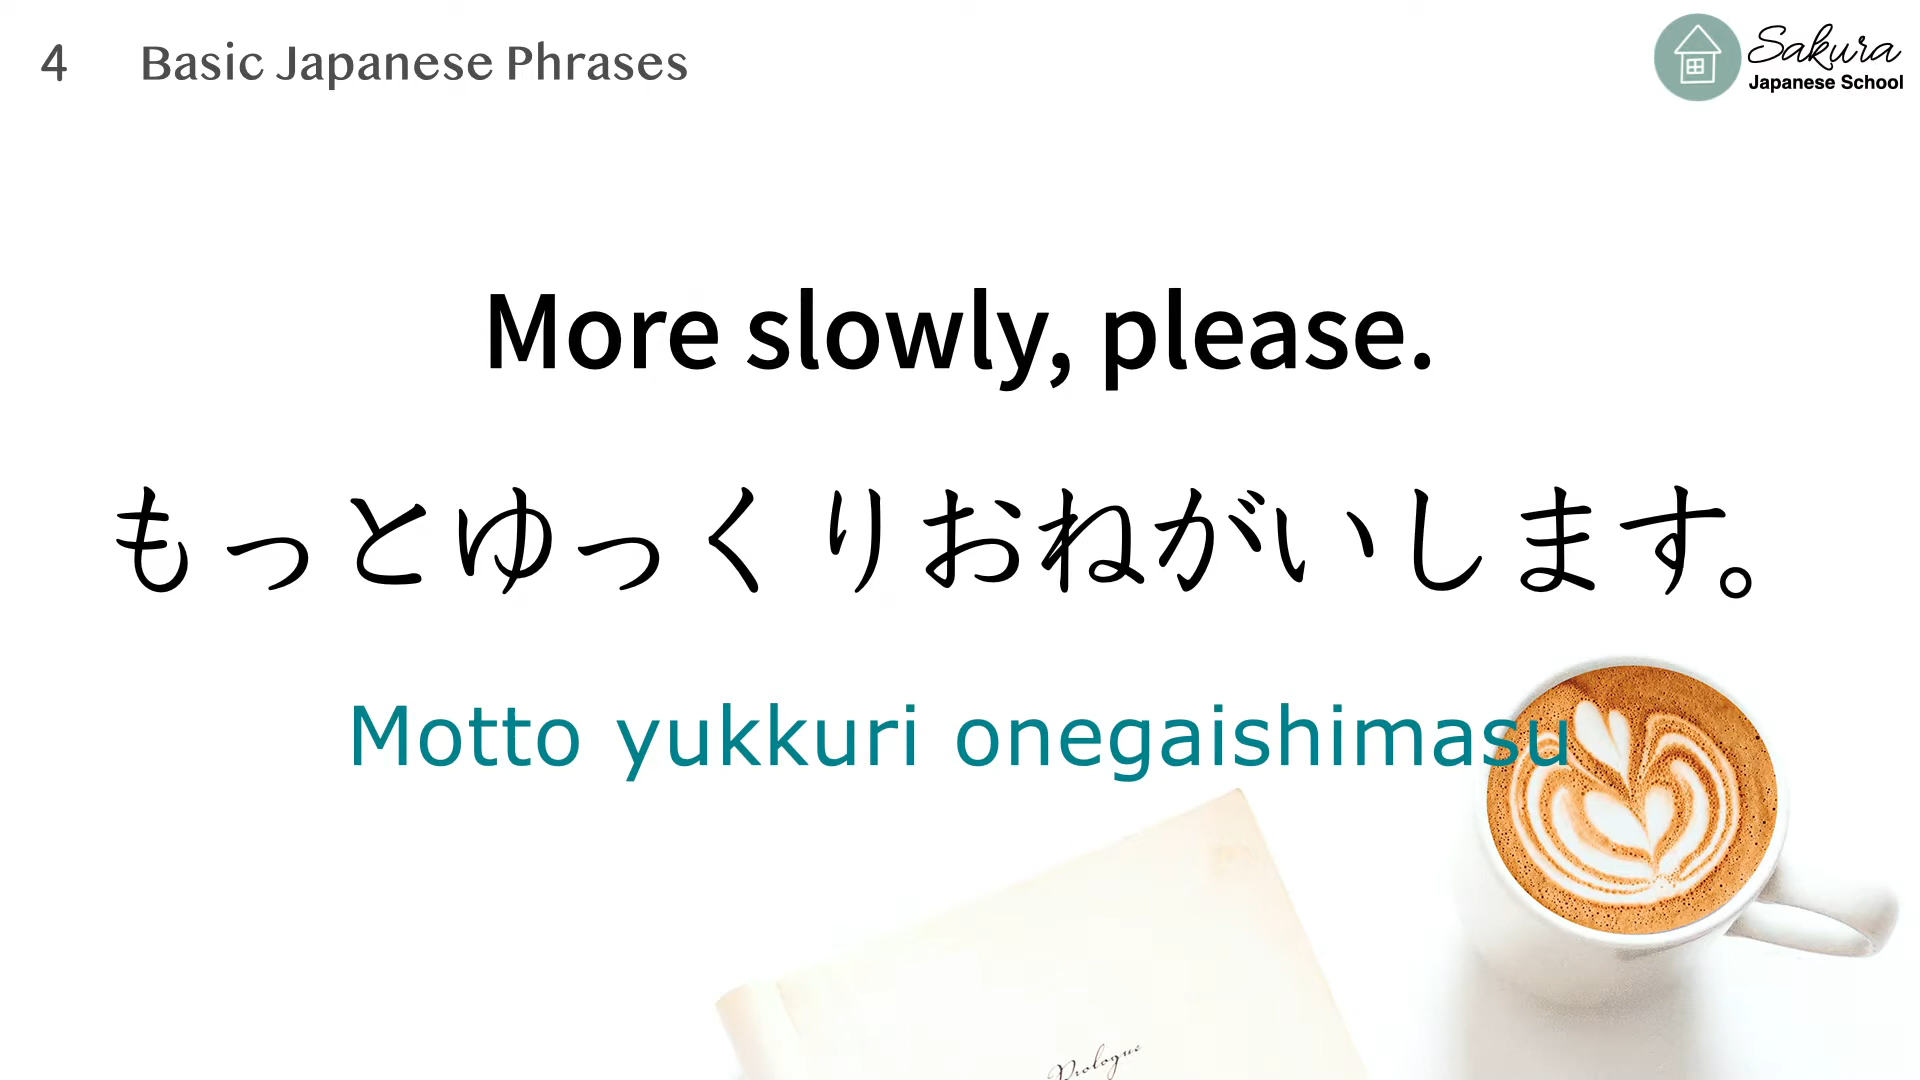 4 Basic Japanese Phrases
Sakura
Japanese School
More slowly, please.
もっとゆっくりおねがいします。
Motto yukkuri onegaishimasu
Prologue